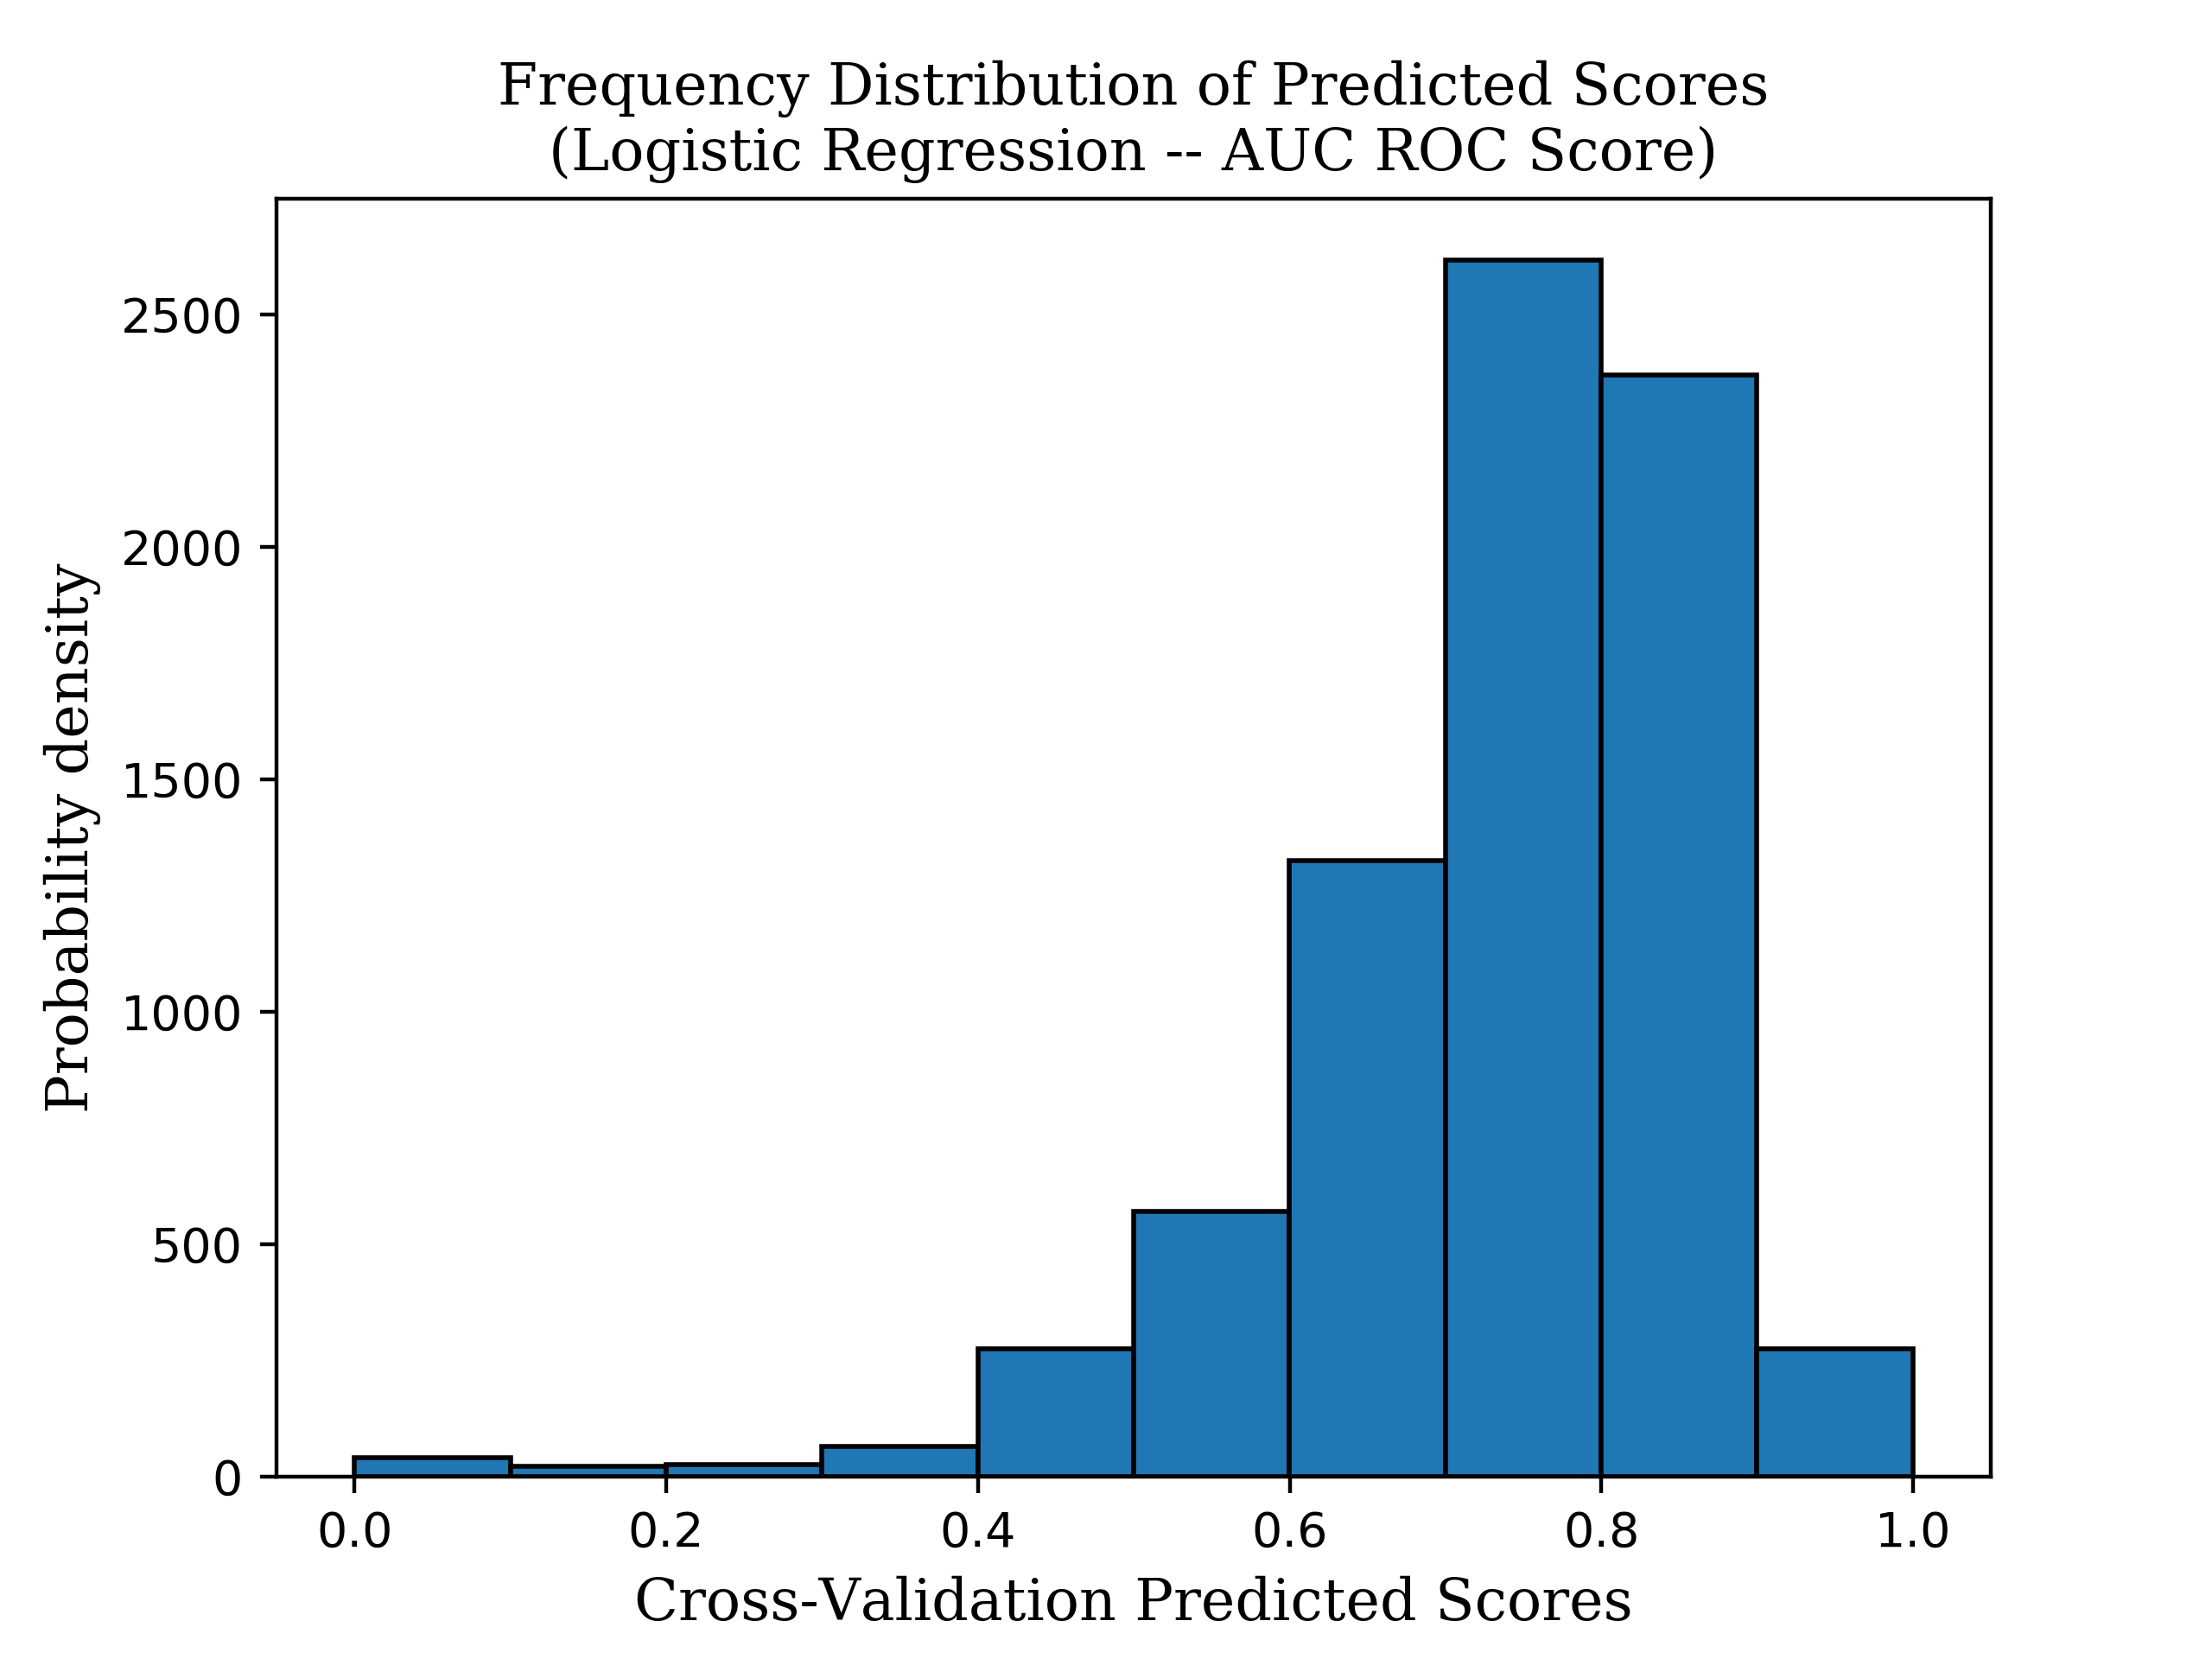 Frequency Distribution of Predicted Scores
(Logistic Regression -- AUC ROC Score)
Probability density
2500
2000
1500
1000
500
0
0.0 0.2 0.4 0.6 0.8 1.0
Cross-Validation Predicted Scores